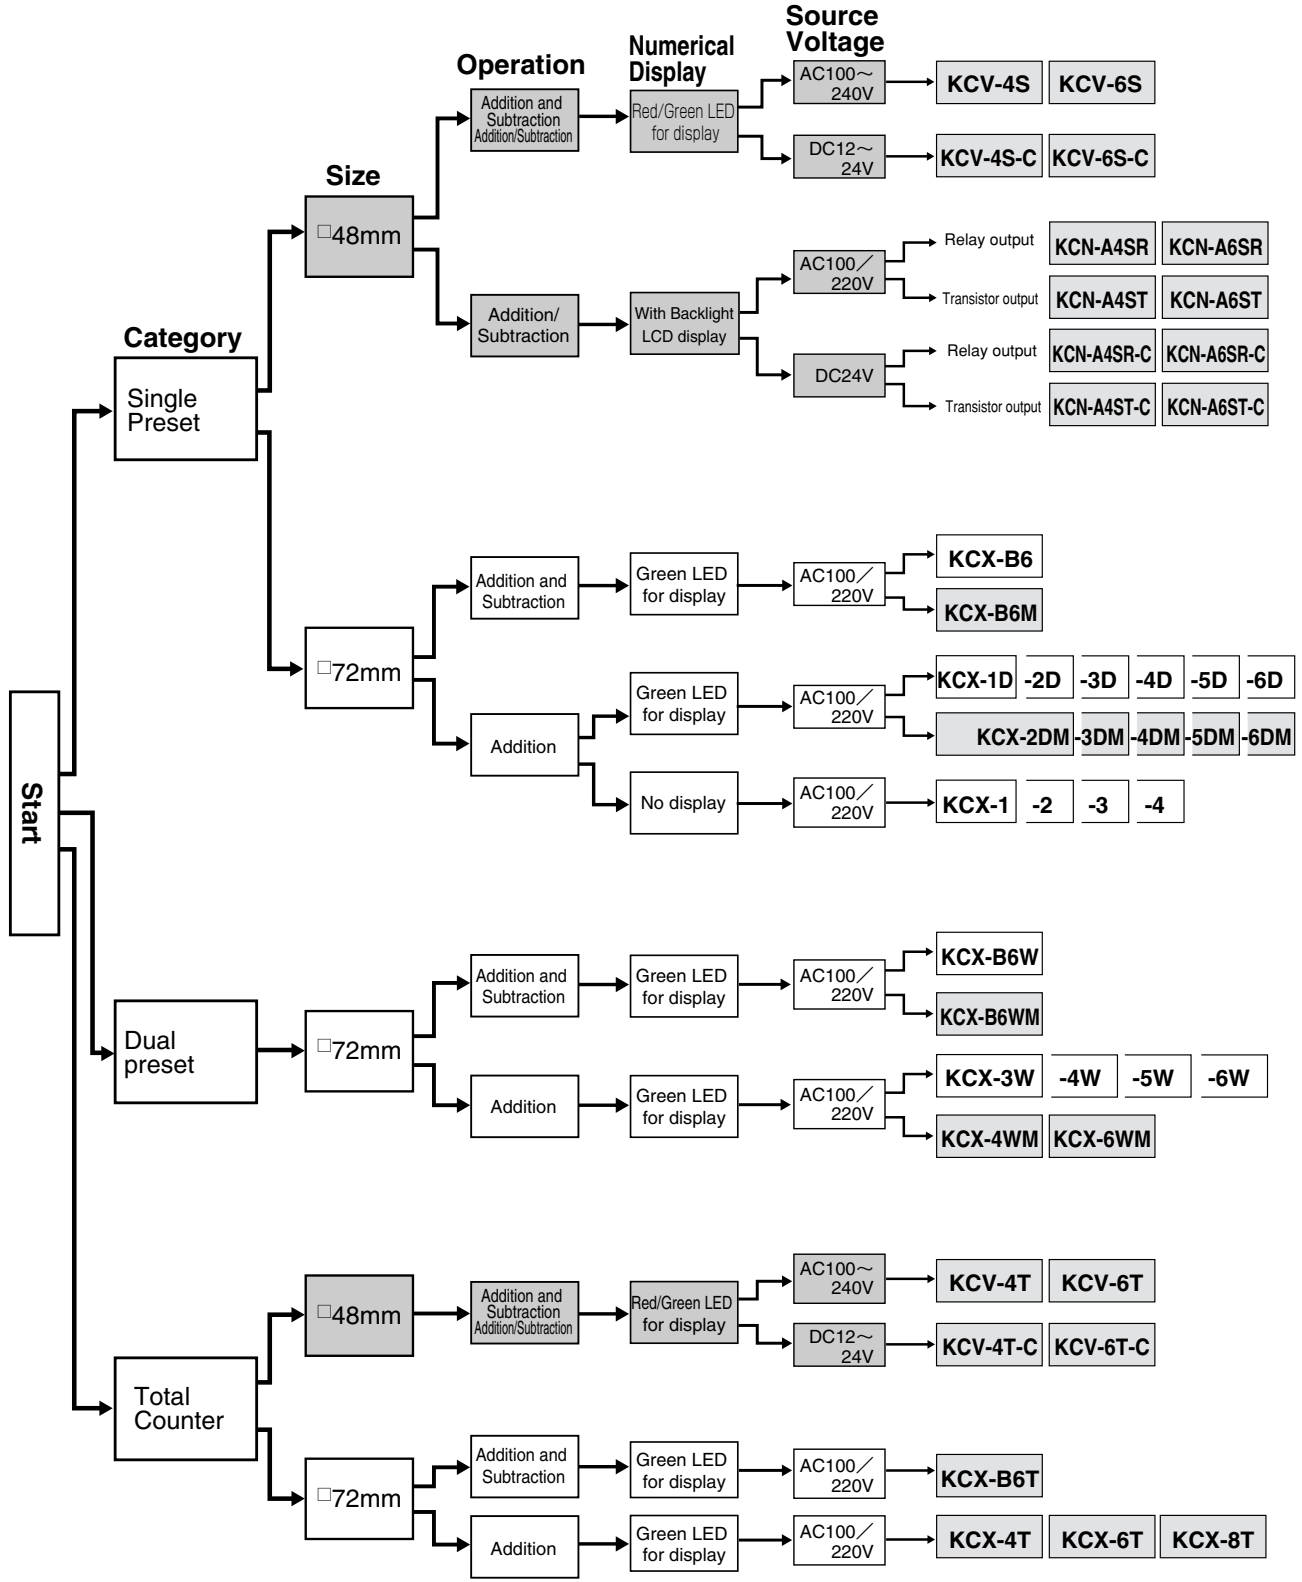 Source
Voltage
Numerical
Display
Operation
AC100～
240V
KCV-4S KCV-6S
Addition and
Subtraction
Addition/Subtraction
Red/Green LED
for display
DC12～
24V
KCV-4S-C KCV-6S-C
Size
□48mm
Relay output KCN-A4SR KCN-A6SR
AC100／
220V
Transistor output KCN-A4ST KCN-A6ST
Addition/
Subtraction
With Backlight
LCD display
Relay output KCN-A4SR-C KCN-A6SR-C
DC24V
Transistor output KCN-A4ST-C KCN-A6ST-C
Category
Single
Preset
KCX-B6
Addition and
Subtraction
Green LED
for display
AC100／
220V
KCX-B6M
□72mm
KCX-1D -2D -3D -4D -5D -6D
Green LED
for display
AC100／
220V
KCX-2DM -3DM -4DM -5DM -6DM
Addition
No display
AC100／
220V
KCX-1 -2 -3 -4
Start
KCX-B6W
Addition and
Subtraction
Green LED
for display
AC100／
220V
KCX-B6WM
Dual
preset
□72mm
KCX-3W -4W -5W -6W
Addition
Green LED
for display
AC100／
220V
KCX-4WM KCX-6WM
AC100～
240V
KCV-4T KCV-6T
□48mm
Addition and
Subtraction
Addition/Subtraction
Red/Green LED
for display
DC12～
24V
KCV-4T-C KCV-6T-C
Total
Counter
Addition and
Subtraction
Green LED
for display
AC100／
220V
KCX-B6T
□72mm
Addition
Green LED
for display
AC100／
220V
KCX-4T KCX-6T KCX-8T